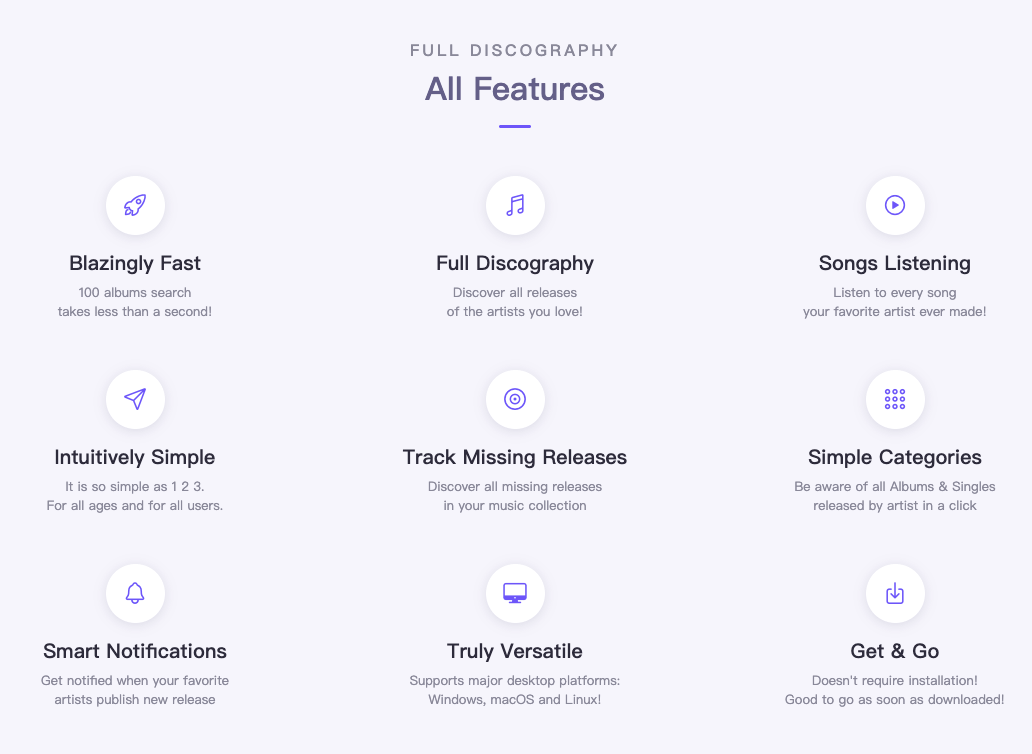 FULL DISCOGRAPHY
All Features
Blazingly Fast
100 albums search
takes less than a second!
Full Discography
Discover all releases
of the artists you love!
Songs Listening
Listen to every song
your favorite artist ever made!
Intuitively Simple
It is so simple as 1 2 3.
For all ages and for all users.
Track Missing Releases
Discover all missing releases
in your music collection
Simple Categories
Be aware of all Albums & Singles
released by artist in a click
Smart Notifications
Get notified when your favorite
artists publish new release
Truly Versatile
Supports major desktop platforms:
Windows, macOS and Linux!
Get & Go
Doesn't require installation!
Good to go as soon as downloaded!